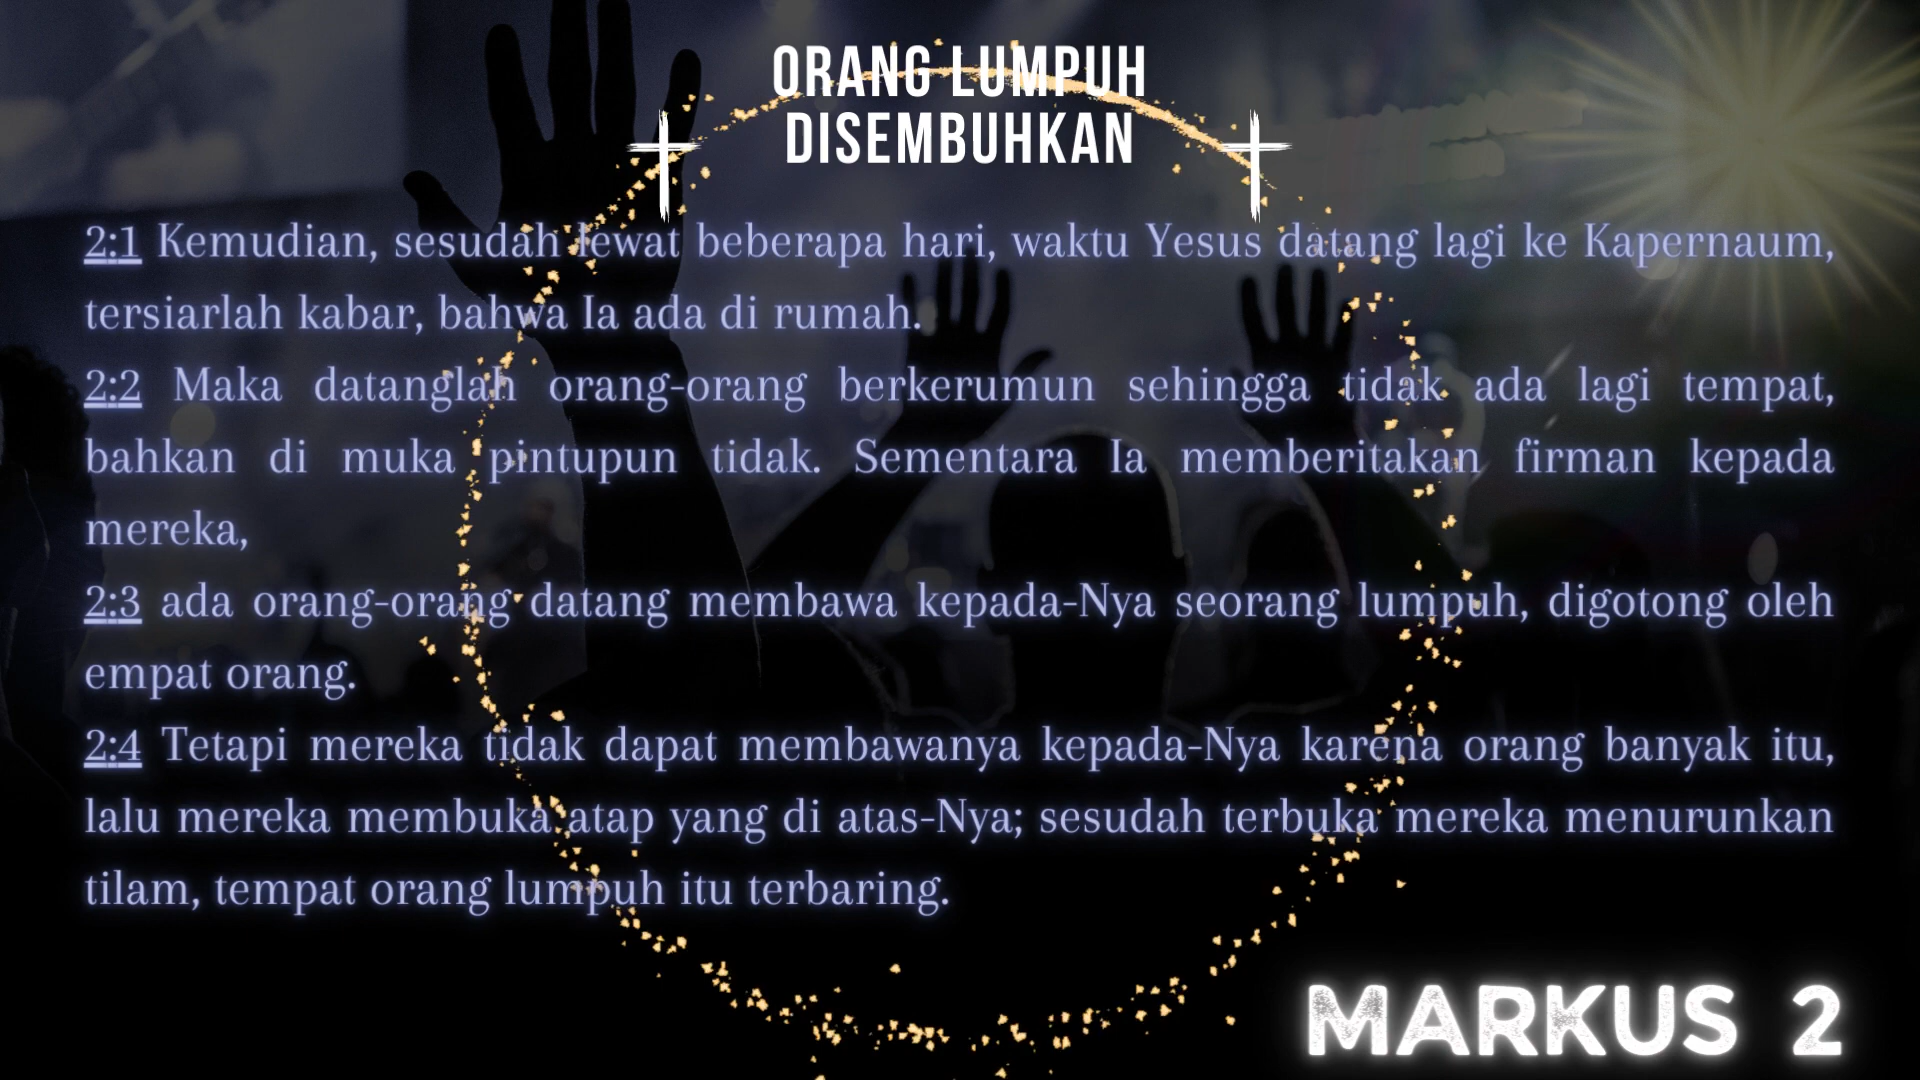 ORANG LUMPUH
DISEMBUHKAN
2:1 Kemudian, sesudah lewat beberapa hari, waktu Yesus datang lagi ke Kapernaum,
tersiarlah kabar, bahwa Ia ada di rumah.
2:2 Maka datanglah orang-orang berkerumun sehingga tidak ada lagi tempat,
bahkan di muka pintupun tidak. Sementara Ia memberitakan firman kepada
mereka,
2:3 ada orang-orang datang membawa kepada-Nya seorang lumpuh, digotong oleh
empat orang.
2:4 Tetapi mereka tidak dapat membawanya kepada-Nya karena orang banyak itu,
lalu mereka membuka atap yang di atas-Nya; sesudah terbuka mereka menurunkan
tilam, tempat orang lumpuh itu terbaring.
MARKUS 2